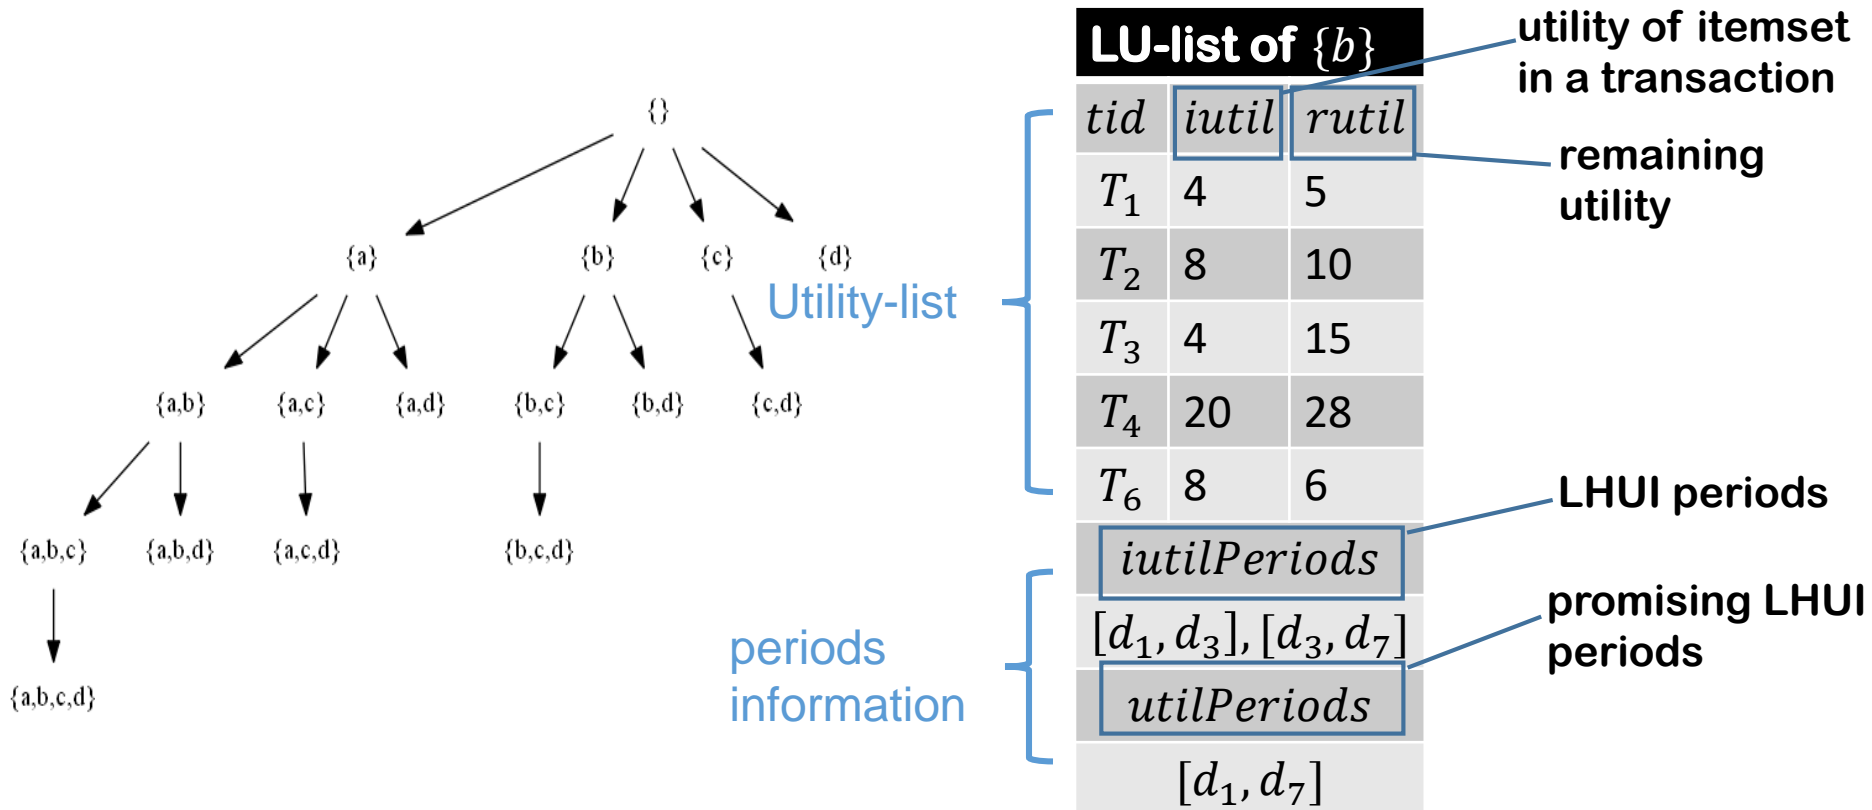 {}
{a} {b} {c} {d}
{a,b} {a,c} {a,d} {b,c} {b,d} {c,d}
{a,b,c} {a,b,d} {a,c,d} {b,c,d}
{a,b,c,d}
Utility-list
periods
information
LU-list of {b}
tid iutil rutil
T₁ 4 5
T₂ 8 10
T₃ 4 15
T₄ 20 28
T₆ 8 6
iutilPeriods
[d₁, d₃], [d₃, d₇]
utilPeriods
[d₁, d₇]
utility of itemset
in a transaction
remaining
utility
LHUI periods
promising LHUI
periods